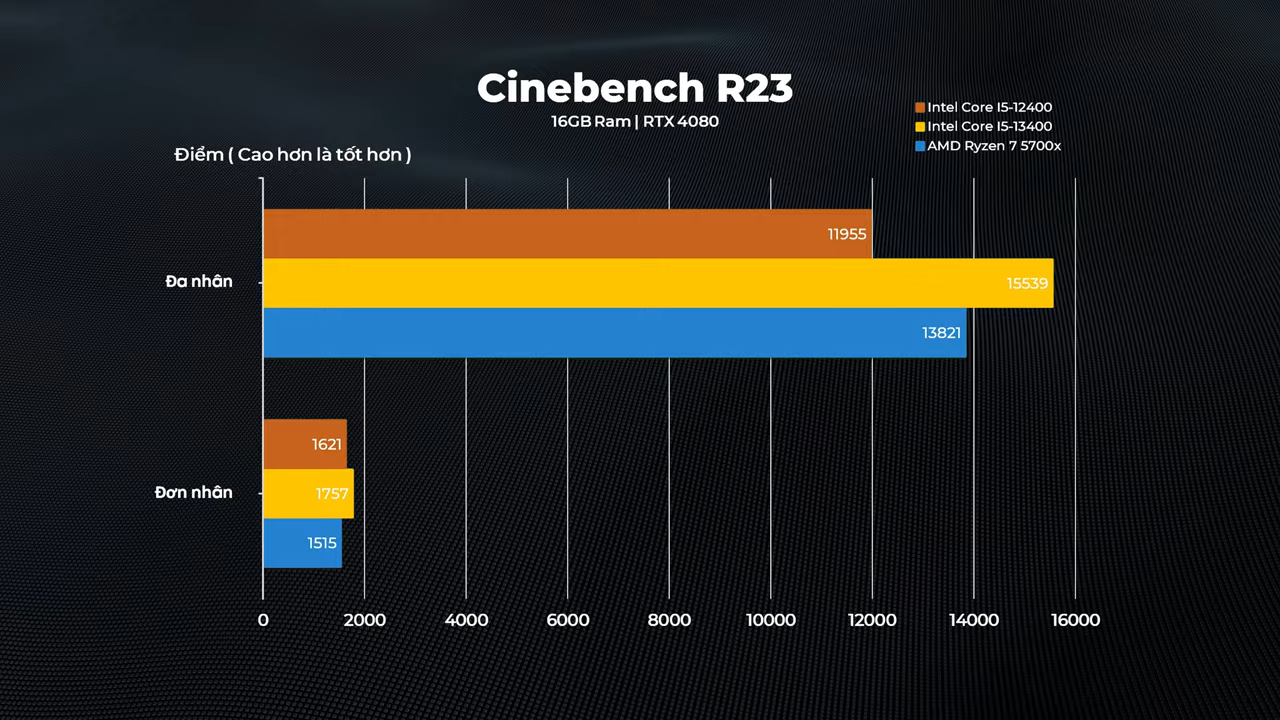 Cinebench R23
16GB Ram | RTX 4080
Intel Core I5-12400
Intel Core I5-13400
AMD Ryzen 7 5700x
Điểm ( Cao hơn là tốt hơn )
Đa nhân
11955
15539
13821
Đơn nhân
1621
1757
1515
0 2000 4000 6000 8000 10000 12000 14000 16000